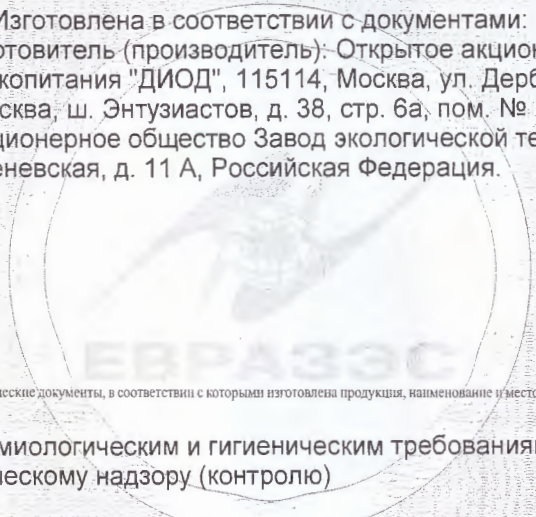 Изготовлена в соответствии с документами:
отовитель (производитель): Открытое акцион
копитания "ДИОД", 115114, Москва, ул. Дерб
сква, ш. Энтузиастов, д. 38, стр. 6а, пом. №
ционерное общество Завод экологической те
еневская, д. 11 А, Российская Федерация.
ЕВРАЗЭС
ческие документы, в соответствии с которыми изготовлена продукция, наименование и место
миологическим и гигиеническим требования
ческому надзору (контролю)